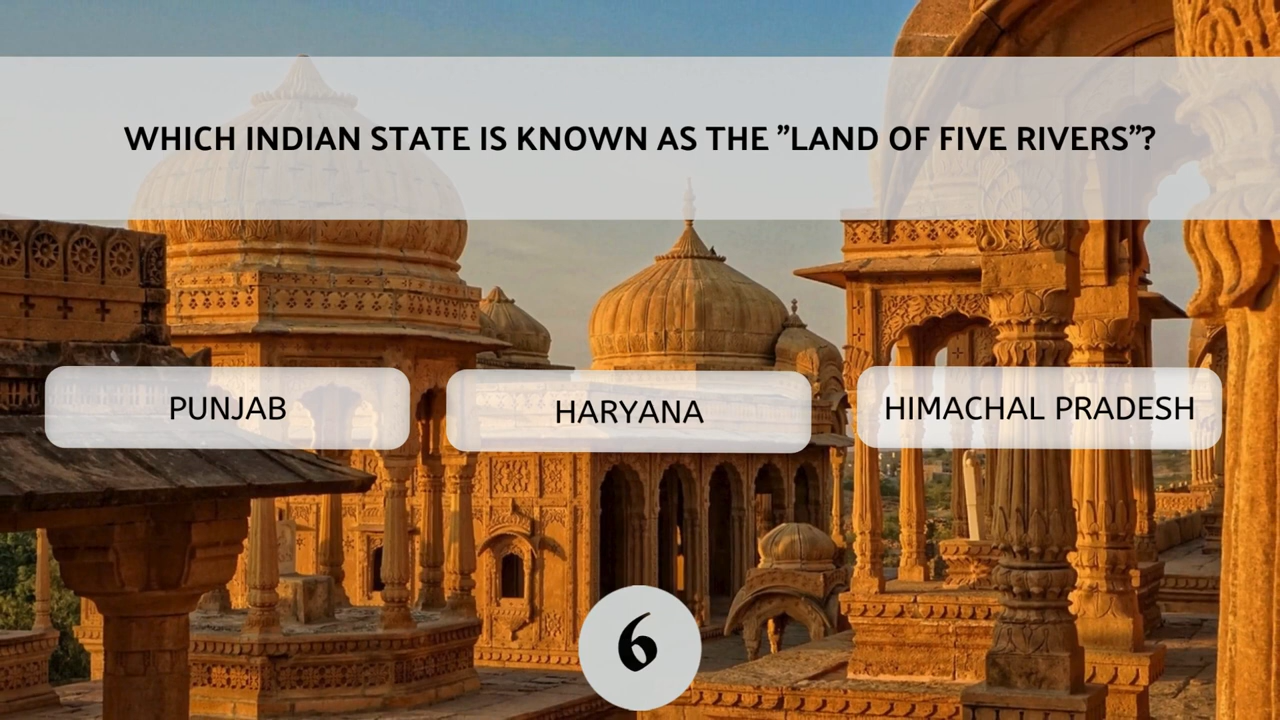 WHICH INDIAN STATE IS KNOWN AS THE ”LAND OF FIVE RIVERS”?
PUNJAB
HARYANA
HIMACHAL PRADESH
6